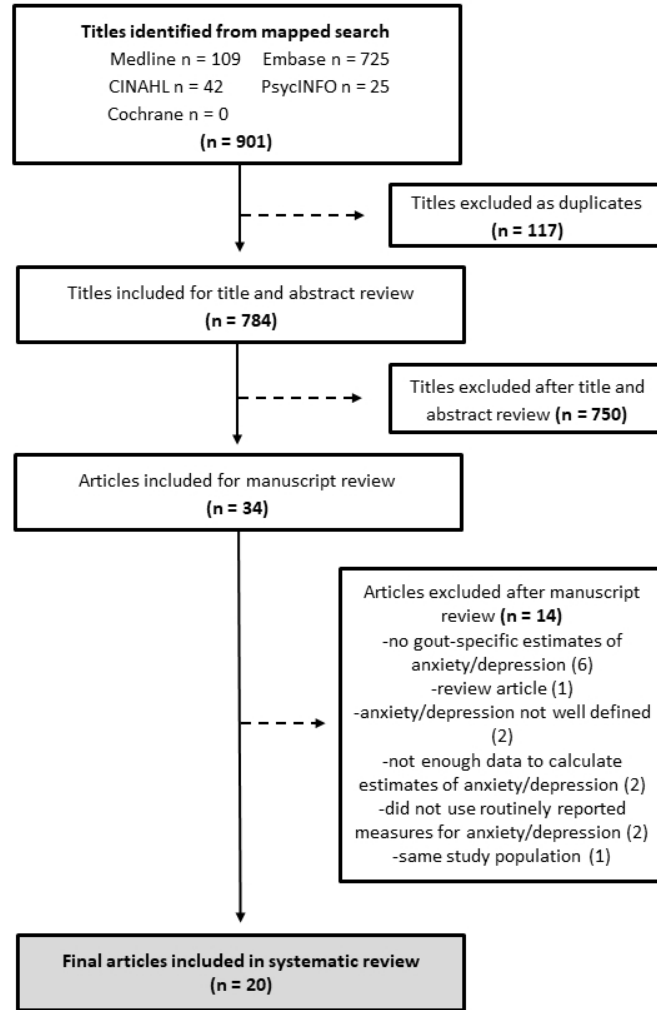 Titles identified from mapped search
Medline n = 109 Embase n = 725
CINAHL n = 42 PsycINFO n = 25
Cochrane n = 0
(n = 901)
Titles excluded as duplicates
(n = 117)
Titles included for title and abstract review
(n = 784)
Titles excluded after title and
abstract review (n = 750)
Articles included for manuscript review
(n = 34)
Articles excluded after manuscript
review (n = 14)
-no gout-specific estimates of
anxiety/depression (6)
-review article (1)
-anxiety/depression not well defined
(2)
-not enough data to calculate
estimates of anxiety/depression (2)
-did not use routinely reported
measures for anxiety/depression (2)
-same study population (1)
Final articles included in systematic review
(n = 20)